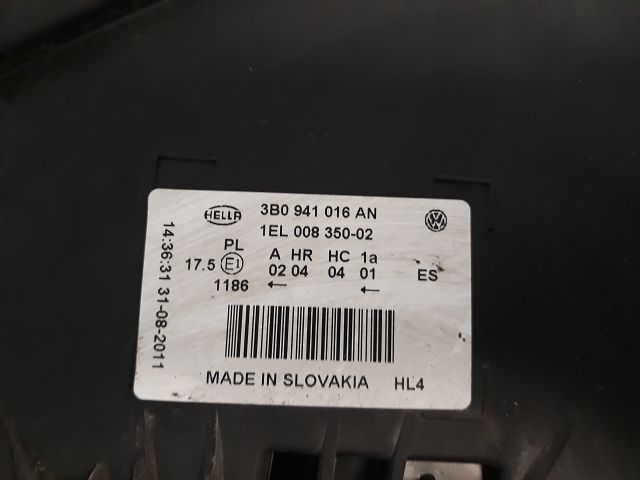 HELLA 3B0 941 016 AN
1EL 008 350-02
PL A HR HC 1a
17.5 E1 02 04 04 01 ES
1186 ← ←
MADE IN SLOVAKIA HL4
14:36:31 31-08-2011